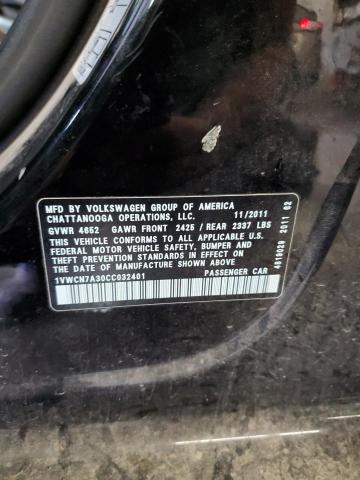 MFD. BY VOLKSWAGEN GROUP OF AMERICA
CHATTANOOGA OPERATIONS, LLC. 11/2011
GVWR 4652 GAWR FRONT 2425 / REAR 2337 LBS
THIS VEHICLE CONFORMS TO ALL APPLICABLE U.S.
FEDERAL MOTOR VEHICLE SAFETY, BUMPER AND
THEFT PREVENTION STANDARDS IN EFFECT ON
THE DATE OF MANUFACTURE SHOWN ABOVE.
1VWCN7A30CC032401 PASSENGER CAR
4619029 2011 62